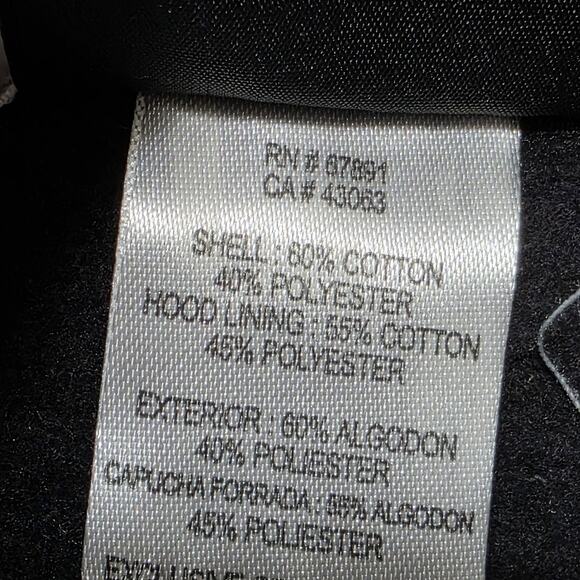 RN # 67891
CA # 43063
SHELL : 60% COTTON
40% POLYESTER
HOOD LINING : 55% COTTON
45% POLYESTER
EXTERIOR : 60% ALGODON
40% POLIESTER
CAPUCHA FORRADA : 55% ALGODON
45% POLIESTER
EXCLUSIVE